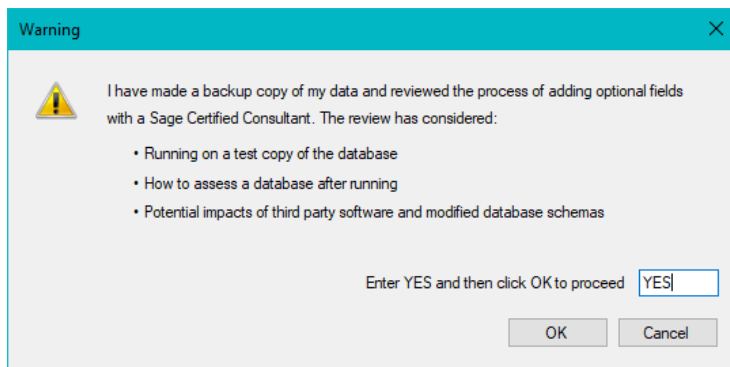 Warning
I have made a backup copy of my data and reviewed the process of adding optional fields
with a Sage Certified Consultant. The review has considered:
• Running on a test copy of the database
• How to assess a database after running
• Potential impacts of third party software and modified database schemas
Enter YES and then click OK to proceed YES
OK Cancel